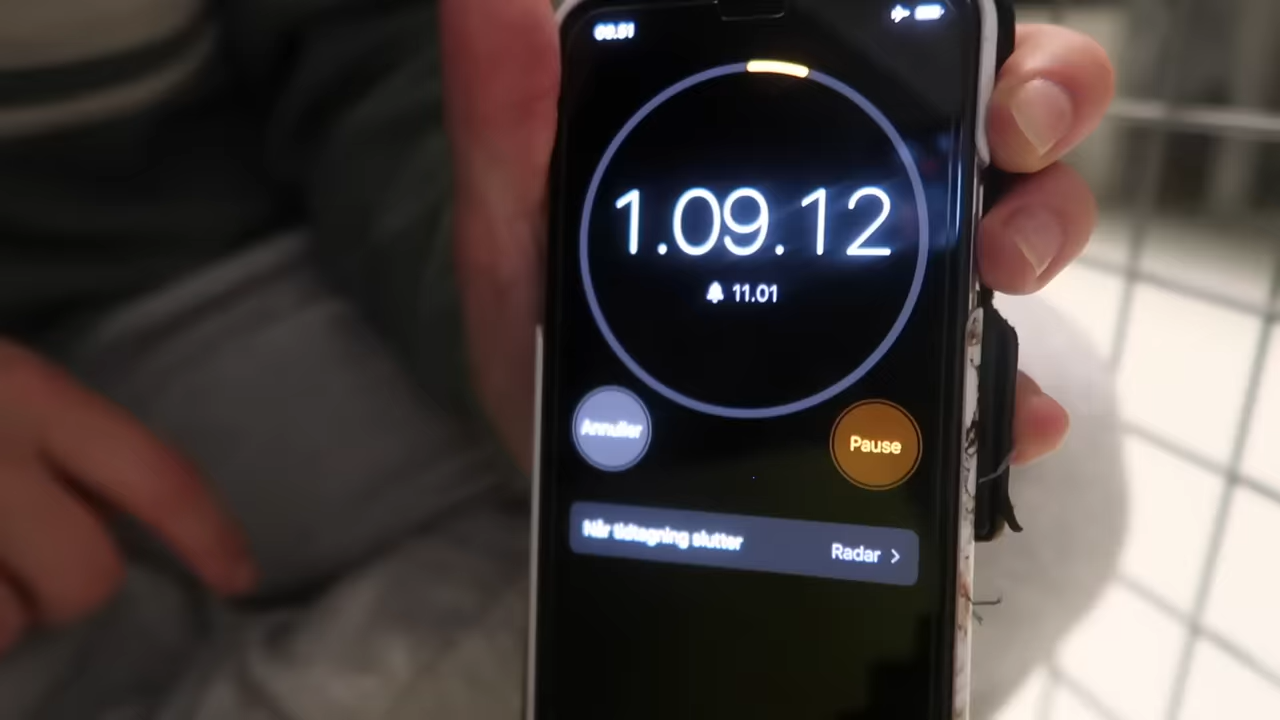 09.51
1.09.12
11.01
Annuller
Pause
Når tidtagning slutter
Radar >